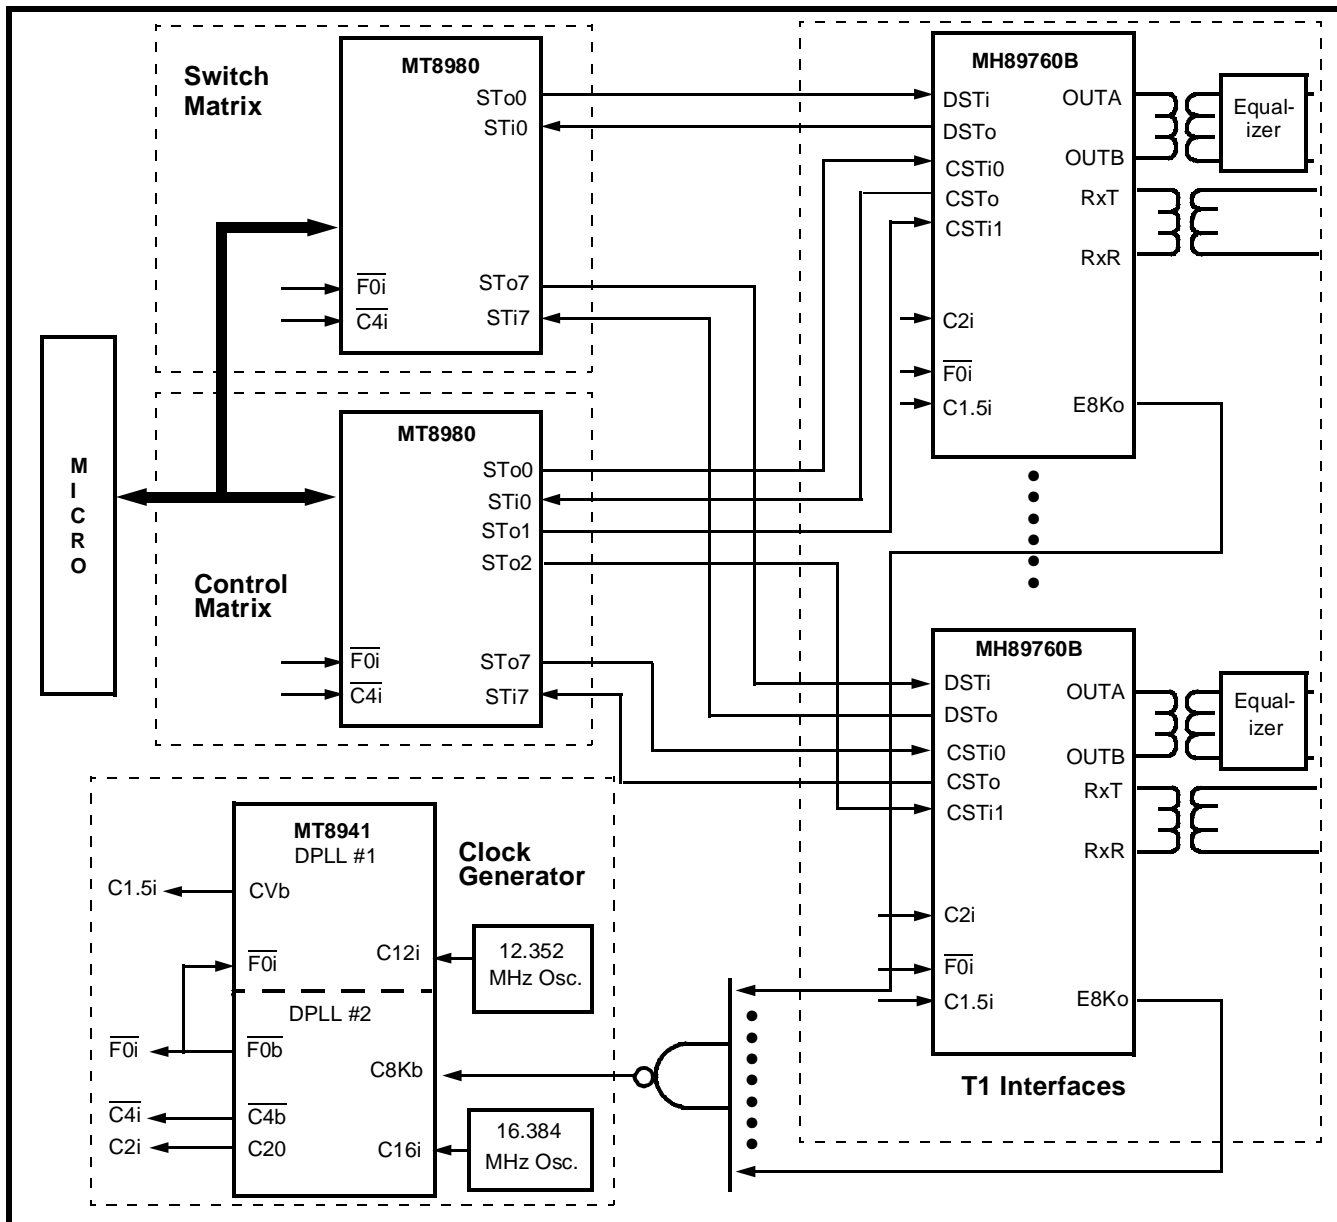 Switch
Matrix
MT8980
STo0
STi0
F0i
C4i
STo7
STi7
MICRO
Control
Matrix
MT8980
STo0
STi0
STo1
STo2
F0i
C4i
STo7
STi7
MH89760B
DSTi
DSTo
CSTi0
CSTo
CSTi1
C2i
F0i
C1.5i
OUTA
OUTB
RxT
RxR
E8Ko
Equal-
izer
MH89760B
DSTi
DSTo
CSTi0
CSTo
CSTi1
C2i
F0i
C1.5i
OUTA
OUTB
RxT
RxR
E8Ko
Equal-
izer
T1 Interfaces
MT8941
DPLL #1
Clock
Generator
C1.5i
CVb
F0i
C12i
12.352
MHz Osc.
DPLL #2
F0i
F0b
C8Kb
C4i
C4b
C2i
C20
C16i
16.384
MHz Osc.